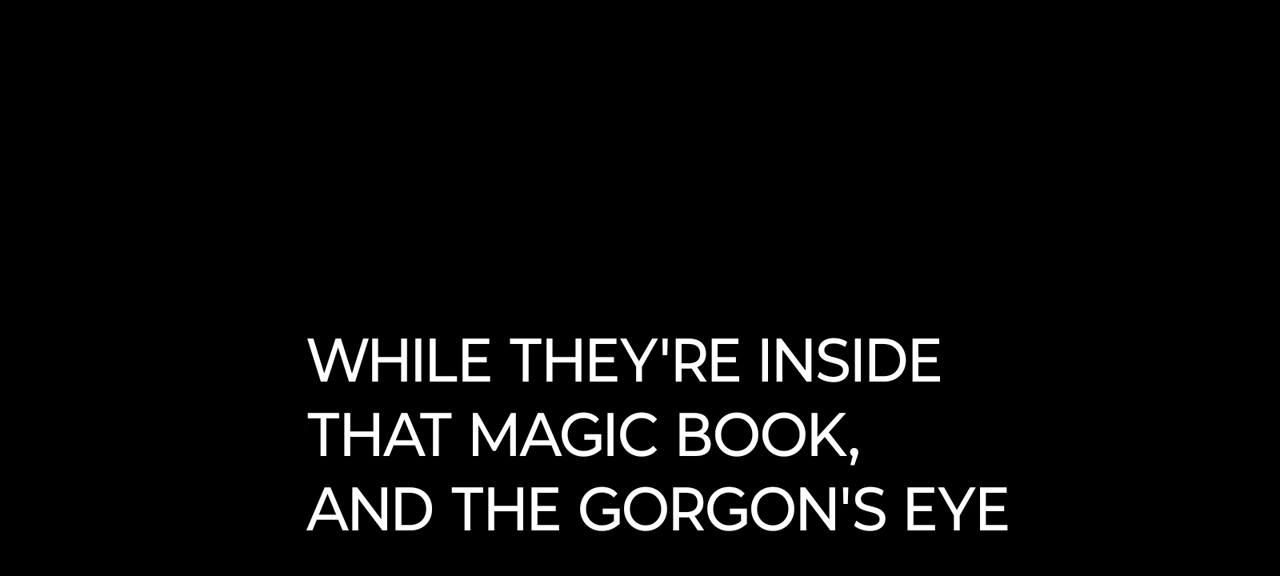 WHILE THEY'RE INSIDE
THAT MAGIC BOOK,
AND THE GORGON'S EYE